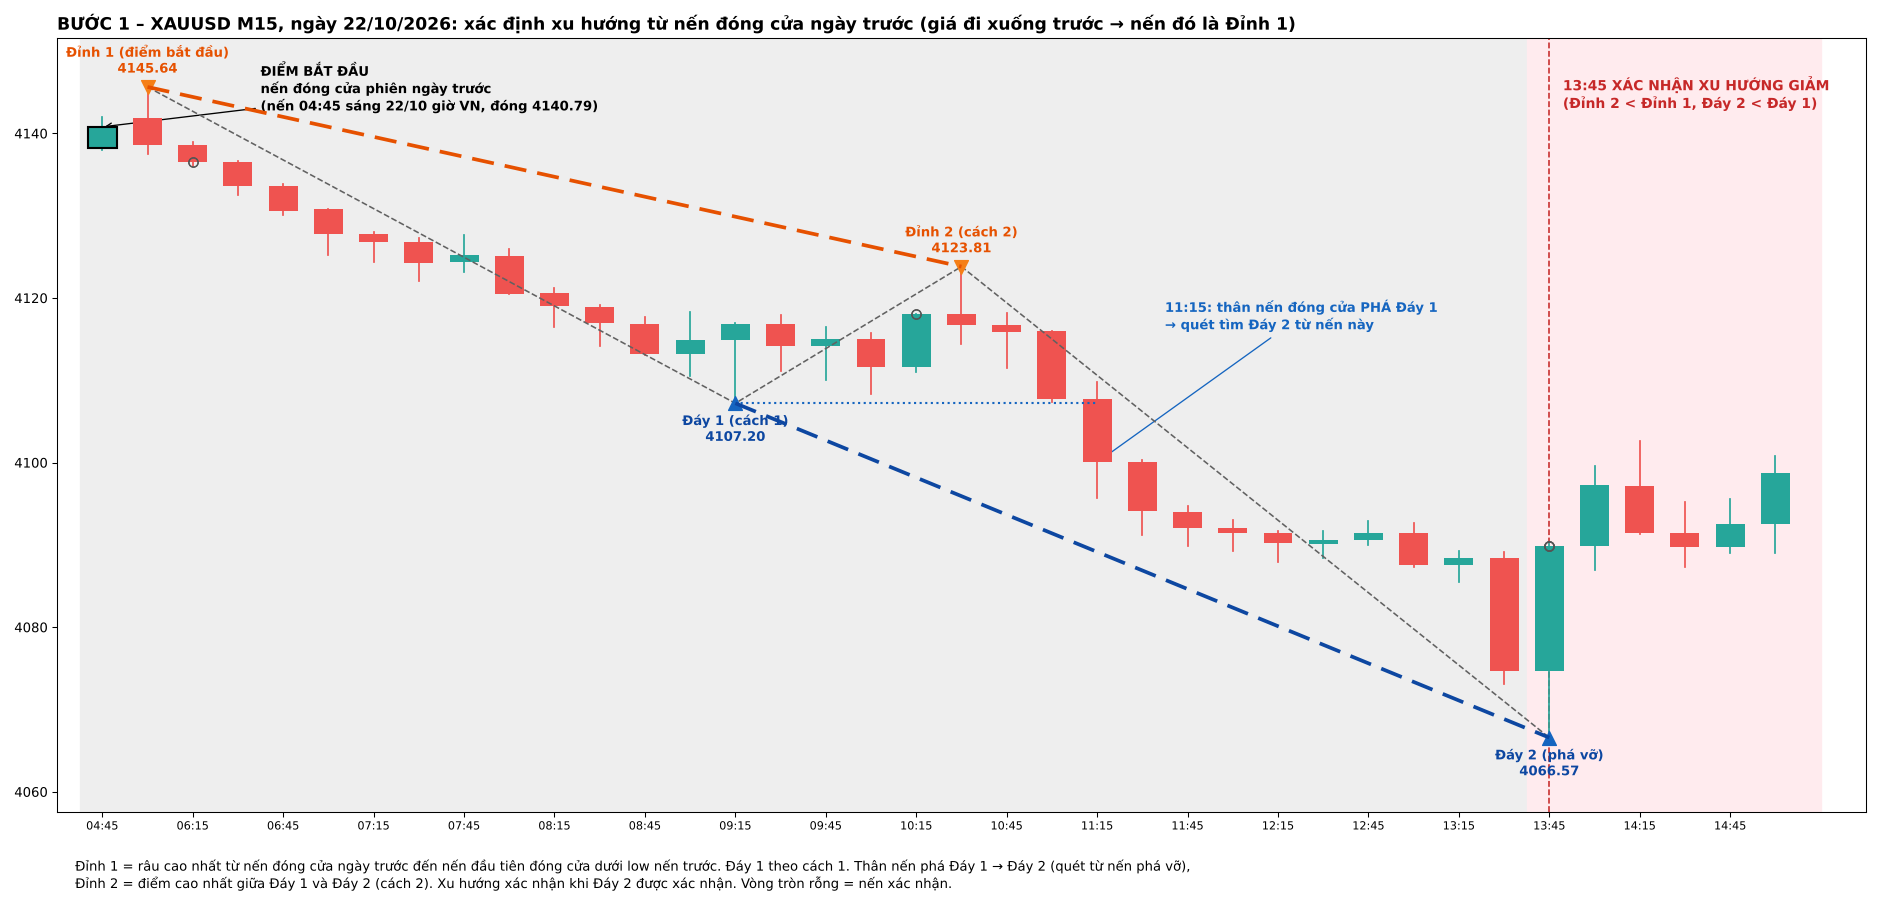 BƯỚC 1 – XAUUSD M15, ngày 22/10/2026: xác định xu hướng từ nến đóng cửa ngày trước (giá đi xuống trước → nến đó là Đỉnh 1)
Đỉnh 1 (điểm bắt đầu)
4145.64
ĐIỂM BẮT ĐẦU
nến đóng cửa phiên ngày trước
(nến 04:45 sáng 22/10 giờ VN, đóng 4140.79)
13:45 XÁC NHẬN XU HƯỚNG GIẢM
(Đỉnh 2 < Đỉnh 1, Đáy 2 < Đáy 1)
Đỉnh 2 (cách 2)
4123.81
11:15: thân nến đóng cửa PHÁ Đáy 1
→ quét tìm Đáy 2 từ nến này
Đáy 1 (cách 1)
4107.20
Đáy 2 (phá vỡ)
4066.57
4140
4120
4100
4080
4060
04:45 06:15 06:45 07:15 07:45 08:15 08:45 09:15 09:45 10:15 10:45 11:15 11:45 12:15 12:45 13:15 13:45 14:15 14:45
Đỉnh 1 = râu cao nhất từ nến đóng cửa ngày trước đến nến đầu tiên đóng cửa dưới low nến trước. Đáy 1 theo cách 1. Thân nến phá Đáy 1 → Đáy 2 (quét từ nến phá vỡ),
Đỉnh 2 = điểm cao nhất giữa Đáy 1 và Đáy 2 (cách 2). Xu hướng xác nhận khi Đáy 2 được xác nhận. Vòng tròn rỗng = nến xác nhận.